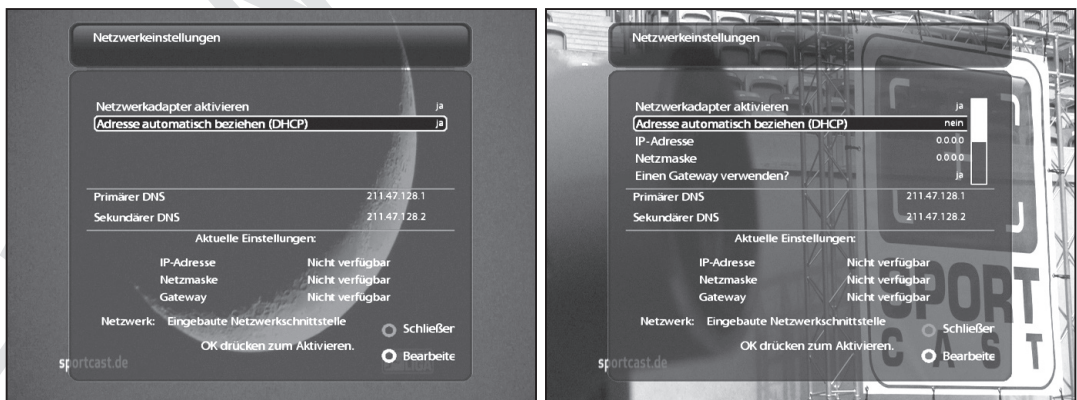 Netzwerkeinstellungen
Netzwerkadapter aktivieren ja
Adresse automatisch beziehen (DHCP) ja
Primärer DNS 211.47.128.1
Sekundärer DNS 211.47.128.2
Aktuelle Einstellungen:
IP-Adresse Nicht verfügbar
Netzmaske Nicht verfügbar
Gateway Nicht verfügbar
Netzwerk: Eingebaute Netzwerkschnittstelle
Schließer
OK drücken zum Aktivieren.
Bearbeite
sportcast.de
Netzwerkeinstellungen
Netzwerkadapter aktivieren ja
Adresse automatisch beziehen (DHCP) nein
IP-Adresse 0.0.0.0
Netzmaske 0.0.0.0
Einen Gateway verwenden? ja
Primärer DNS 211.47.128.1
Sekundärer DNS 211.47.128.2
Aktuelle Einstellungen:
IP-Adresse Nicht verfügbar
Netzmaske Nicht verfügbar
Gateway Nicht verfügbar
Netzwerk: Eingebaute Netzwerkschnittstelle
Schließer
OK drücken zum Aktivieren.
Bearbeite
sportcast.de
SPORT
CAST